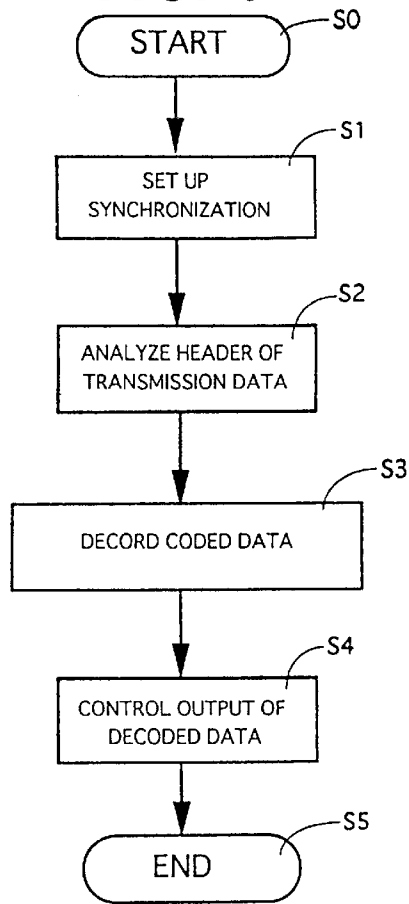 START
S0
S1
SET UP
SYNCHRONIZATION
S2
ANALYZE HEADER OF
TRANSMISSION DATA
S3
DECORD CODED DATA
S4
CONTROL OUTPUT OF
DECODED DATA
S5
END